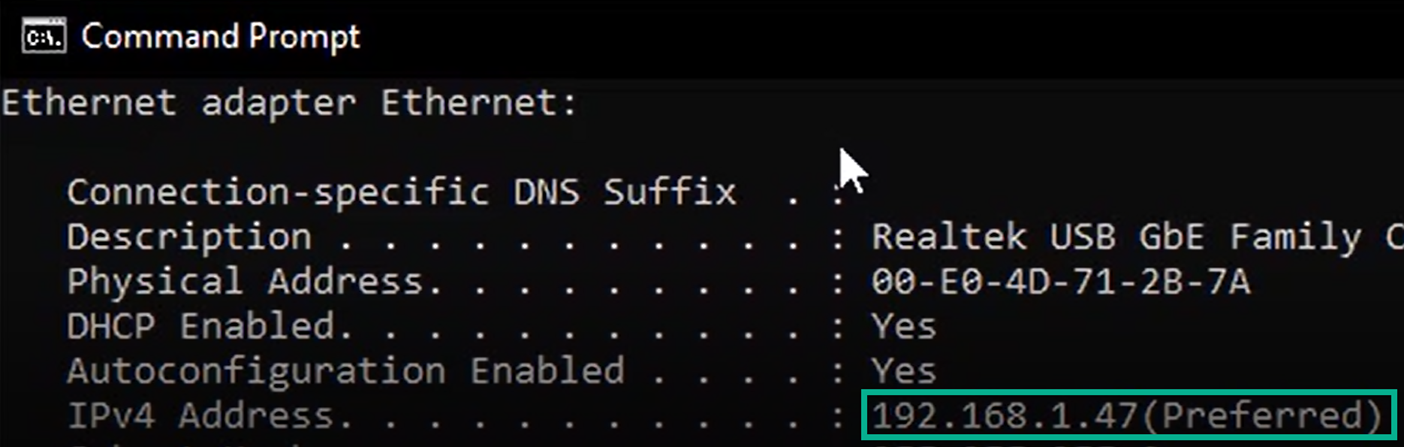 C:\. Command Prompt
Ethernet adapter Ethernet:
Connection-specific DNS Suffix . :
Description . . . . . . . . . . . : Realtek USB GbE Family C
Physical Address. . . . . . . . . : 00-E0-4D-71-2B-7A
DHCP Enabled. . . . . . . . . . . : Yes
Autoconfiguration Enabled . . . . : Yes
IPv4 Address. . . . . . . . . . . : 192.168.1.47(Preferred)